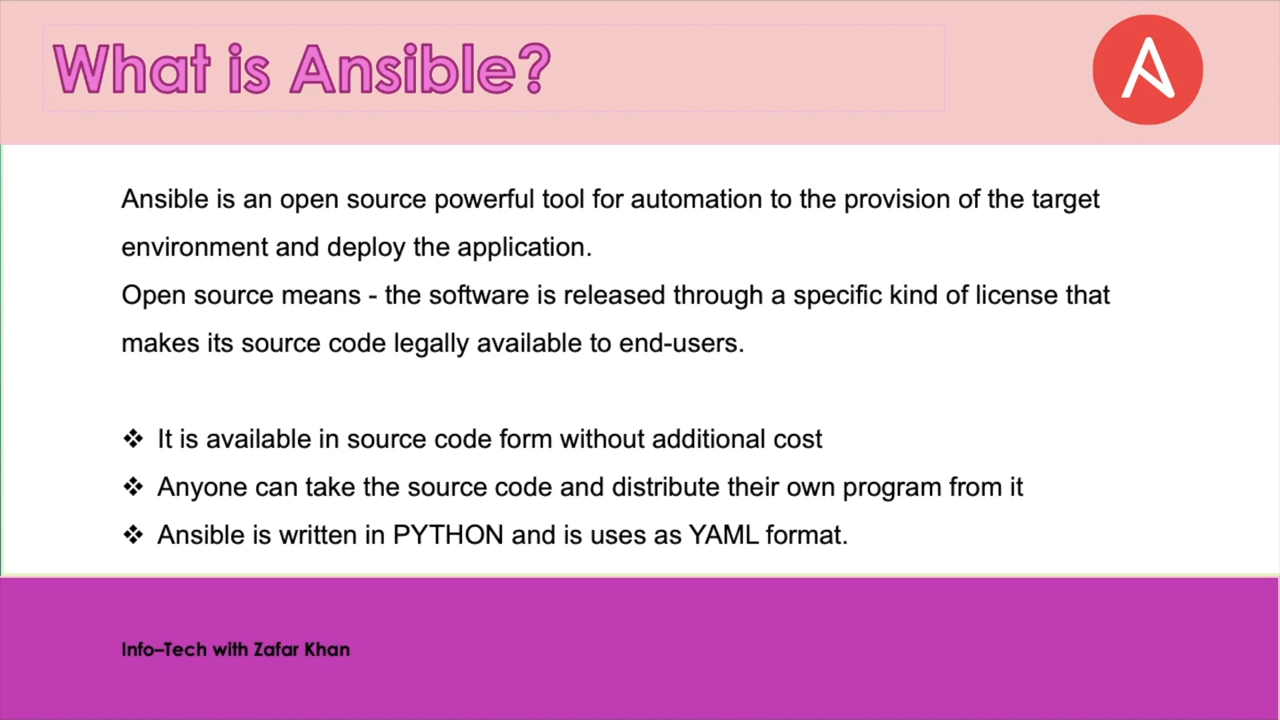 What is Ansible?
Ansible is an open source powerful tool for automation to the provision of the target
environment and deploy the application.
Open source means - the software is released through a specific kind of license that
makes its source code legally available to end-users.
❖ It is available in source code form without additional cost
❖ Anyone can take the source code and distribute their own program from it
❖ Ansible is written in PYTHON and is uses as YAML format.
Info–Tech with Zafar Khan